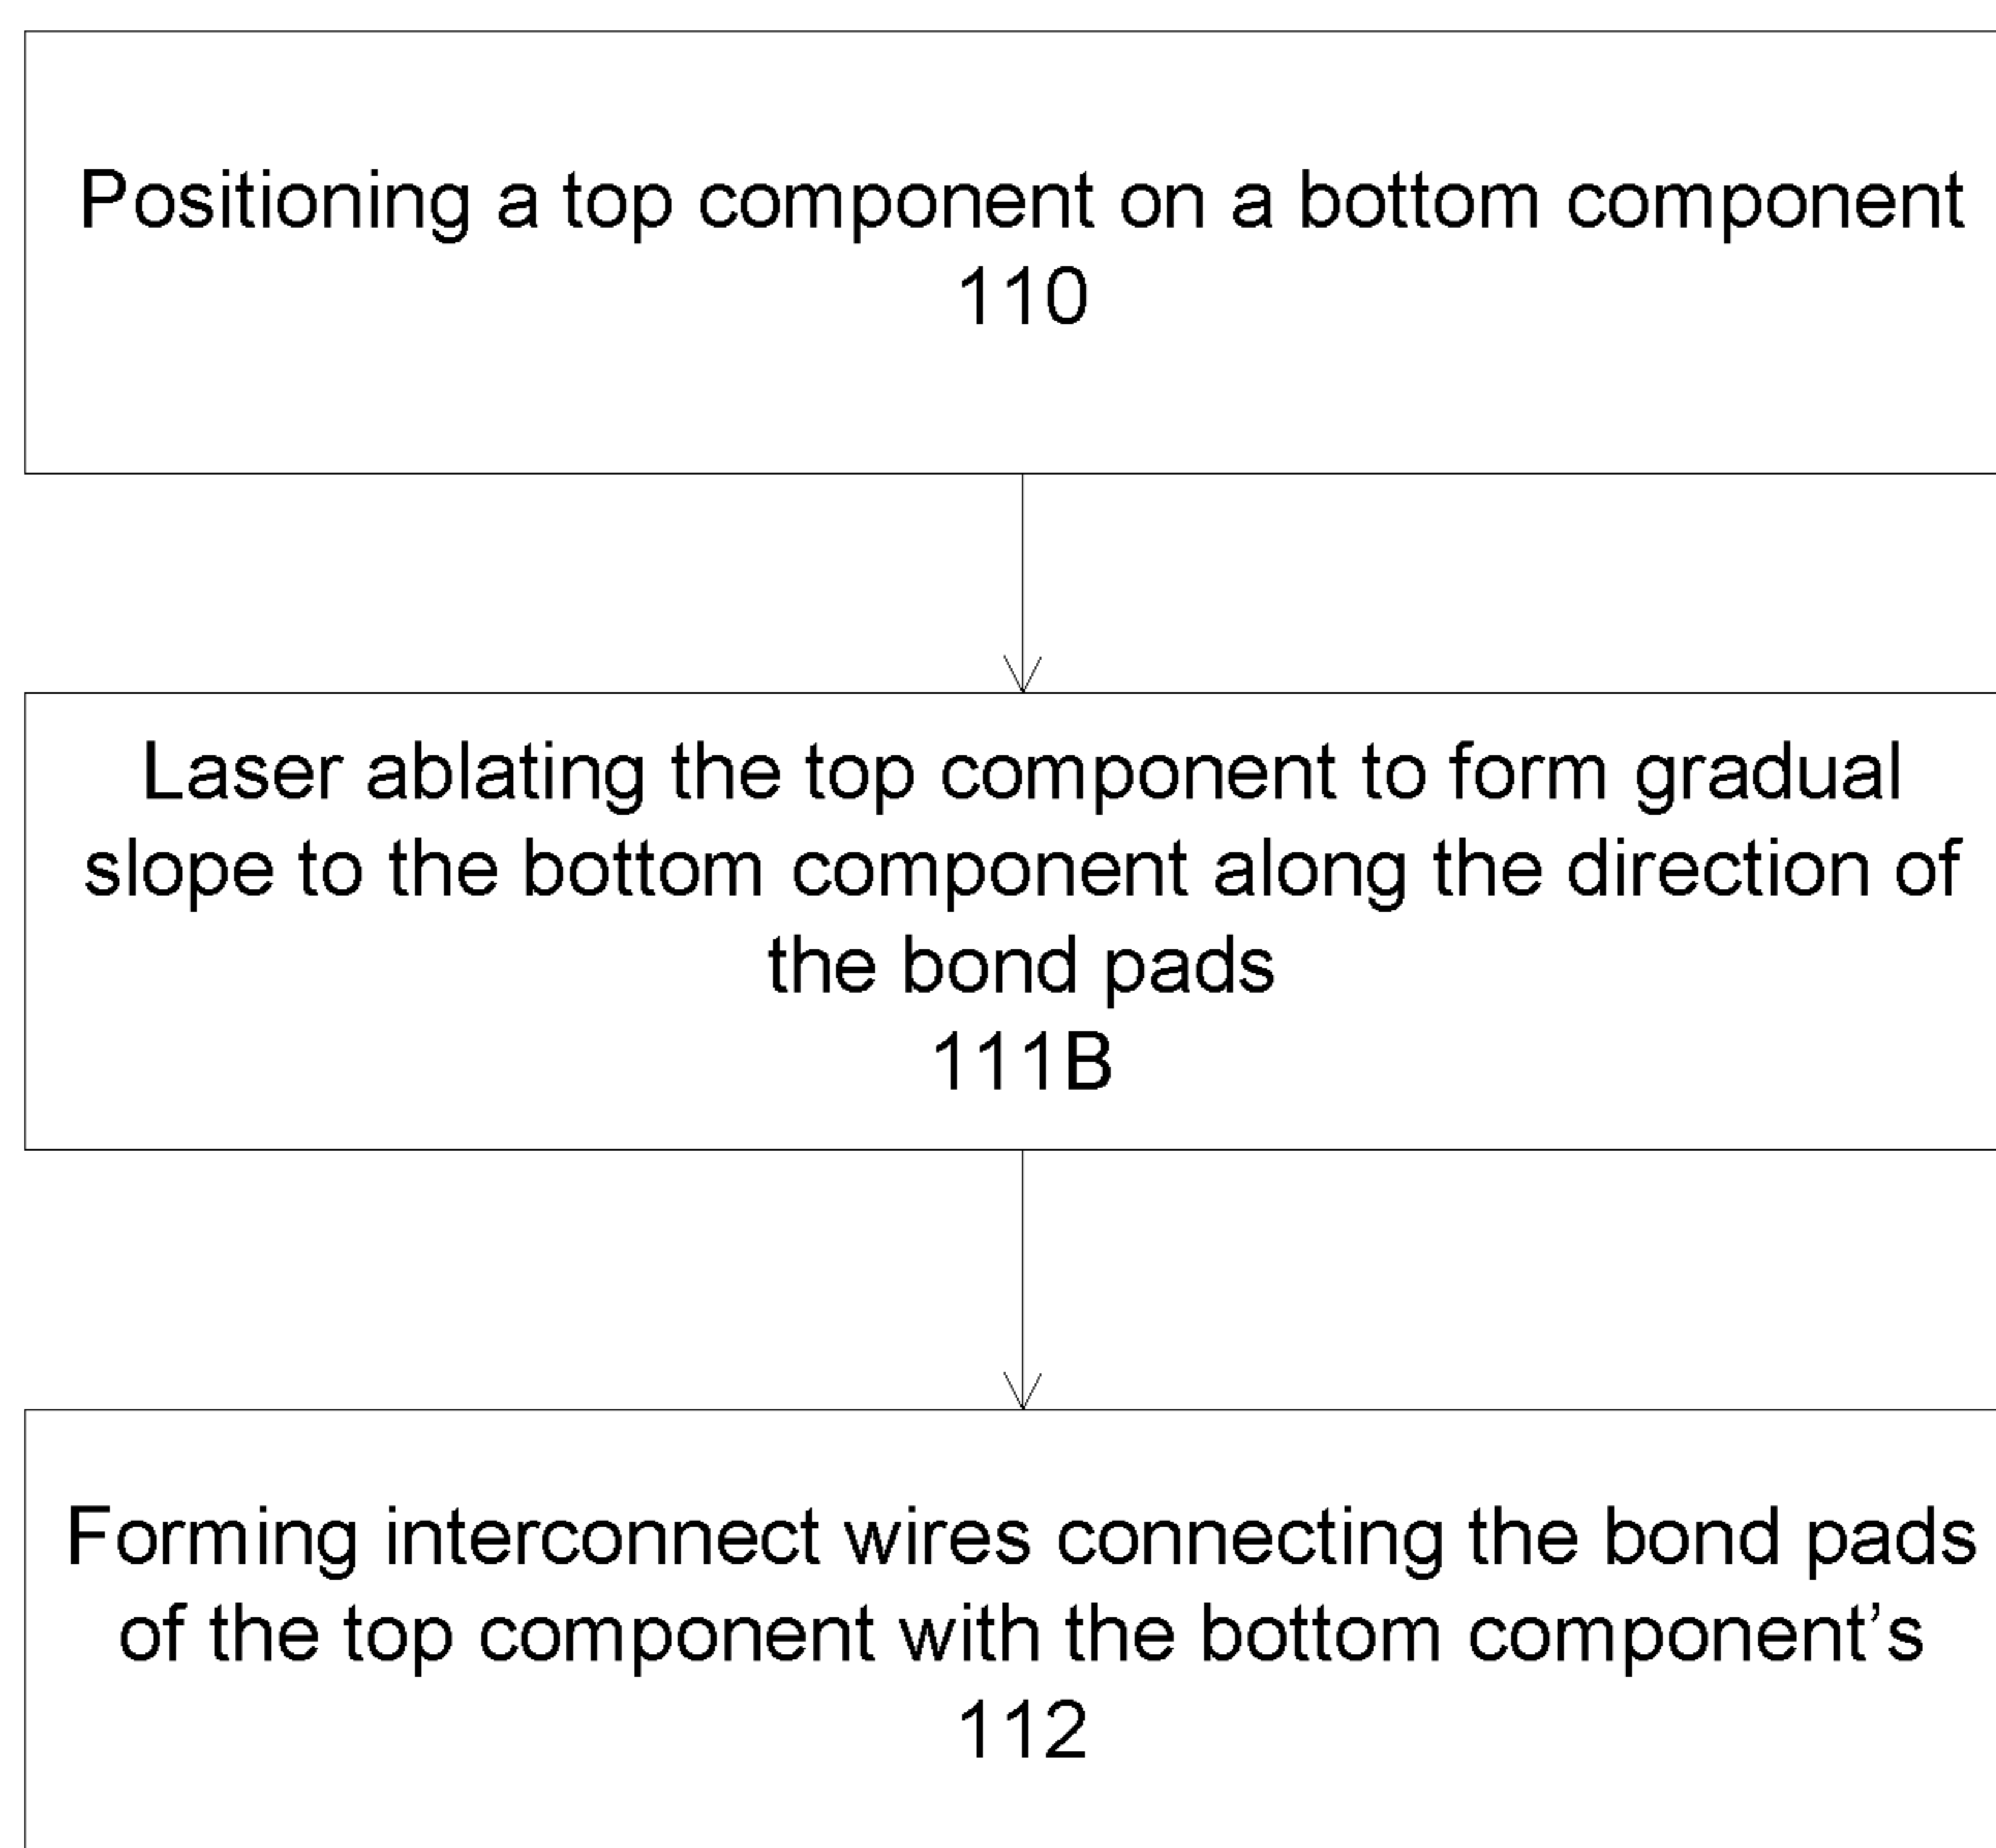 Positioning a top component on a bottom component
110
Laser ablating the top component to form gradual
slope to the bottom component along the direction of
the bond pads
111B
Forming interconnect wires connecting the bond pads
of the top component with the bottom component’s
112